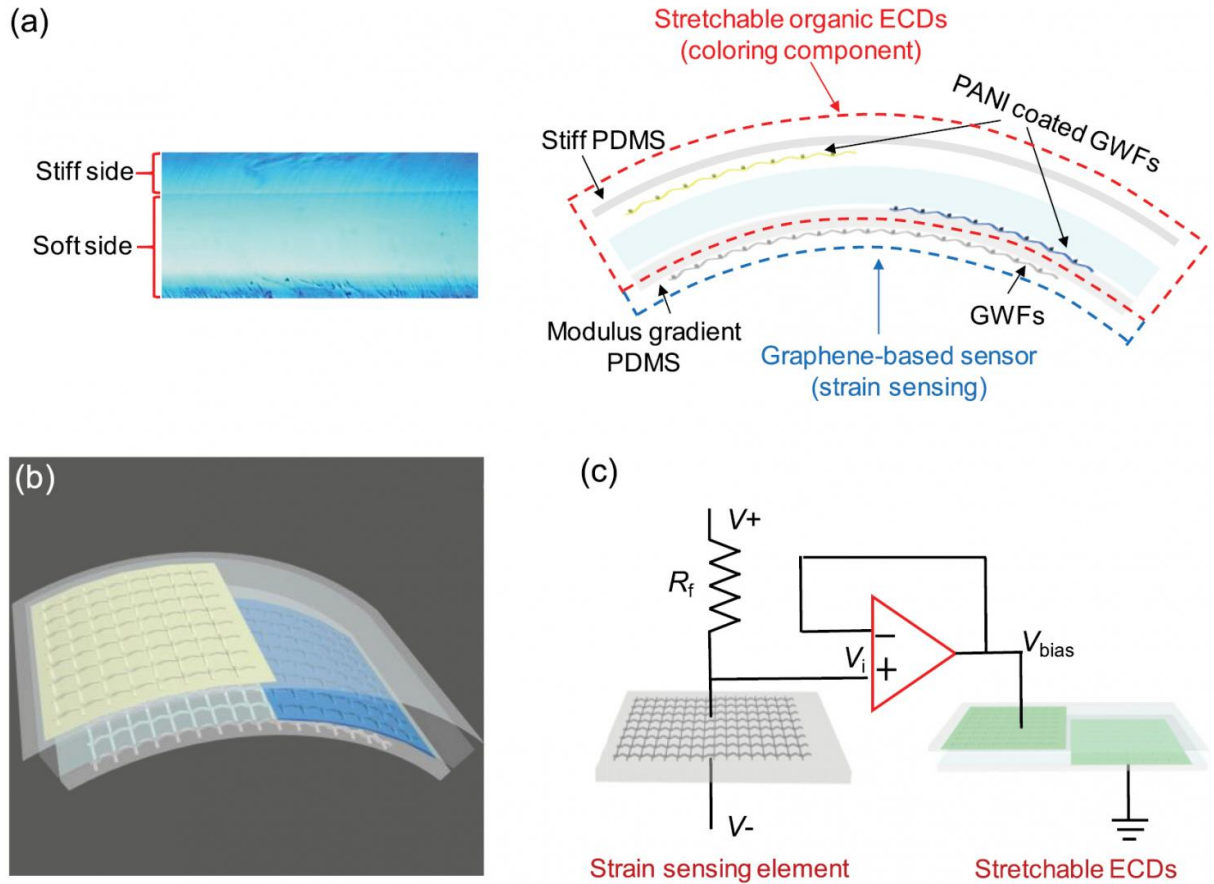 (a)
Stiff side
Soft side
Stretchable organic ECDs
(coloring component)
PANI coated GWFs
Stiff PDMS
Modulus gradient
PDMS
GWFs
Graphene-based sensor
(strain sensing)
(b)
(c)
V+
Rf
Vi
−
+
Vbias
V-
Strain sensing element
Stretchable ECDs